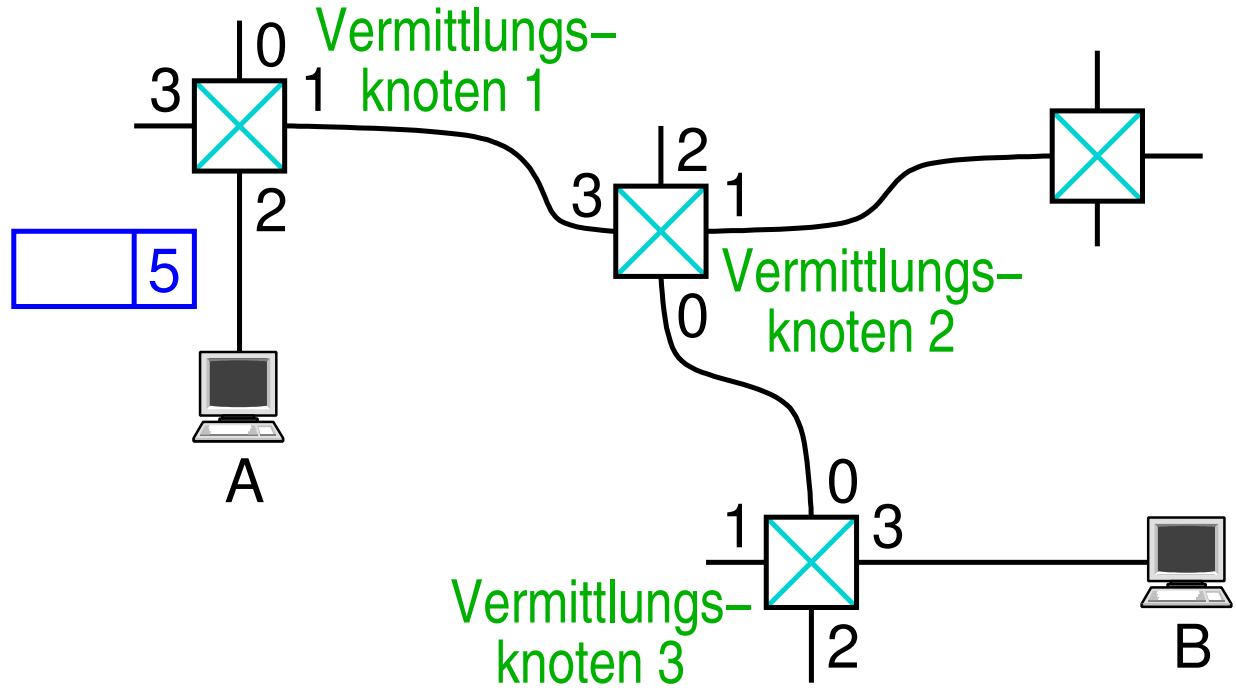 0
Vermittlungs–
knoten 1
3
1
2
2
3
1
5
Vermittlungs–
knoten 2
0
A
0
1
3
Vermittlungs–
knoten 3
2
B